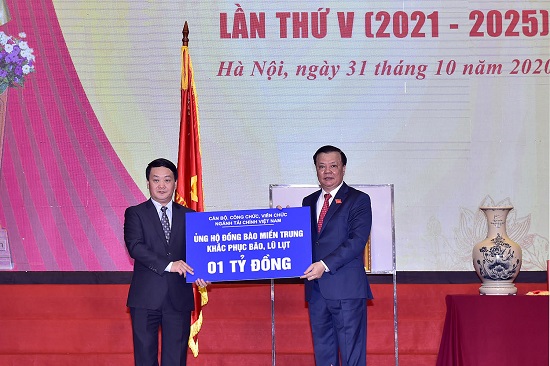 LẦN THỨ V (2021 - 2025)
Hà Nội, ngày 31 tháng 10 năm 2020
CÁN BỘ, CÔNG CHỨC, VIÊN CHỨC
NGÀNH TÀI CHÍNH VIỆT NAM
ỦNG HỘ ĐỒNG BÀO MIỀN TRUNG
KHẮC PHỤC BÃO, LŨ LỤT
01 TỶ ĐỒNG